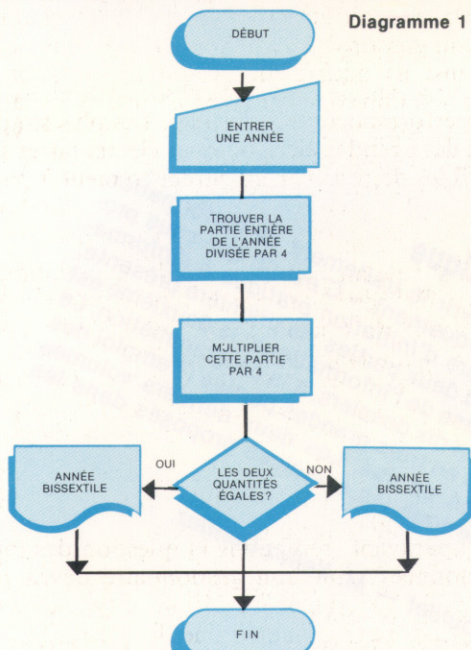 Diagramme 1
DÉBUT
ENTRER
UNE ANNÉE
TROUVER LA
PARTIE ENTIÈRE
DE L'ANNÉE
DIVISÉE PAR 4
MULTIPLIER
CETTE PARTIE
PAR 4
LES DEUX
QUANTITÉS
ÉGALES?
OUI
NON
ANNÉE
BISSEXTILE
ANNÉE
BISSEXTILE
FIN